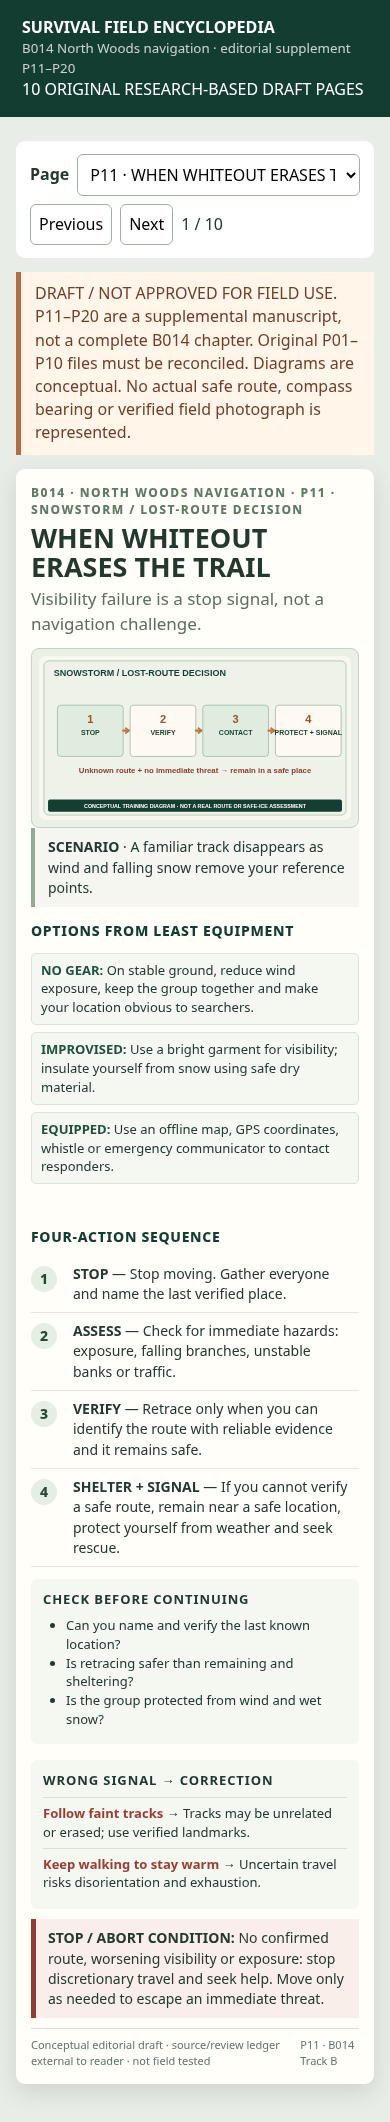 SURVIVAL FIELD ENCYCLOPEDIA
B014 North Woods navigation · editorial supplement
P11–P20
10 ORIGINAL RESEARCH-BASED DRAFT PAGES
Page
P11 · WHEN WHITEOUT ERASES T
Previous
Next
1 / 10
DRAFT / NOT APPROVED FOR FIELD USE.
P11–P20 are a supplemental manuscript,
not a complete B014 chapter. Original P01–
P10 files must be reconciled. Diagrams are
conceptual. No actual safe route, compass
bearing or verified field photograph is
represented.
B014 · NORTH WOODS NAVIGATION · P11 ·
SNOWSTORM / LOST-ROUTE DECISION
WHEN WHITEOUT
ERASES THE TRAIL
Visibility failure is a stop signal, not a
navigation challenge.
SNOWSTORM / LOST-ROUTE DECISION
1
STOP
2
VERIFY
3
CONTACT
4
PROTECT + SIGNAL
Unknown route + no immediate threat → remain in a safe place
CONCEPTUAL TRAINING DIAGRAM · NOT A REAL ROUTE OR SAFE-ICE ASSESSMENT
SCENARIO · A familiar track disappears as
wind and falling snow remove your reference
points.
OPTIONS FROM LEAST EQUIPMENT
NO GEAR: On stable ground, reduce wind
exposure, keep the group together and make
your location obvious to searchers.
IMPROVISED: Use a bright garment for visibility;
insulate yourself from snow using safe dry
material.
EQUIPPED: Use an offline map, GPS coordinates,
whistle or emergency communicator to contact
responders.
FOUR-ACTION SEQUENCE
1 STOP — Stop moving. Gather everyone
and name the last verified place.
2 ASSESS — Check for immediate hazards:
exposure, falling branches, unstable
banks or traffic.
3 VERIFY — Retrace only when you can
identify the route with reliable evidence
and it remains safe.
4 SHELTER + SIGNAL — If you cannot verify
a safe route, remain near a safe location,
protect yourself from weather and seek
rescue.
CHECK BEFORE CONTINUING
• Can you name and verify the last known
location?
• Is retracing safer than remaining and
sheltering?
• Is the group protected from wind and wet
snow?
WRONG SIGNAL → CORRECTION
Follow faint tracks → Tracks may be unrelated
or erased; use verified landmarks.
Keep walking to stay warm → Uncertain travel
risks disorientation and exhaustion.
STOP / ABORT CONDITION: No confirmed
route, worsening visibility or exposure: stop
discretionary travel and seek help. Move only
as needed to escape an immediate threat.
Conceptual editorial draft · source/review ledger
external to reader · not field tested
P11 · B014
Track B